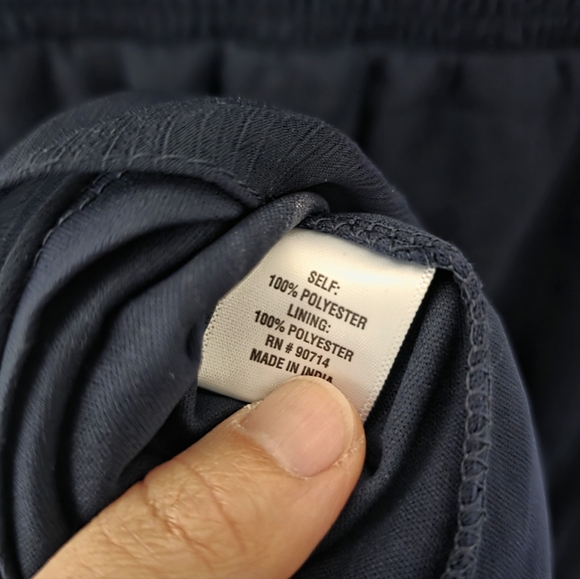 SELF:
100% POLYESTER
LINING:
100% POLYESTER
RN # 90714
MADE IN INDIA